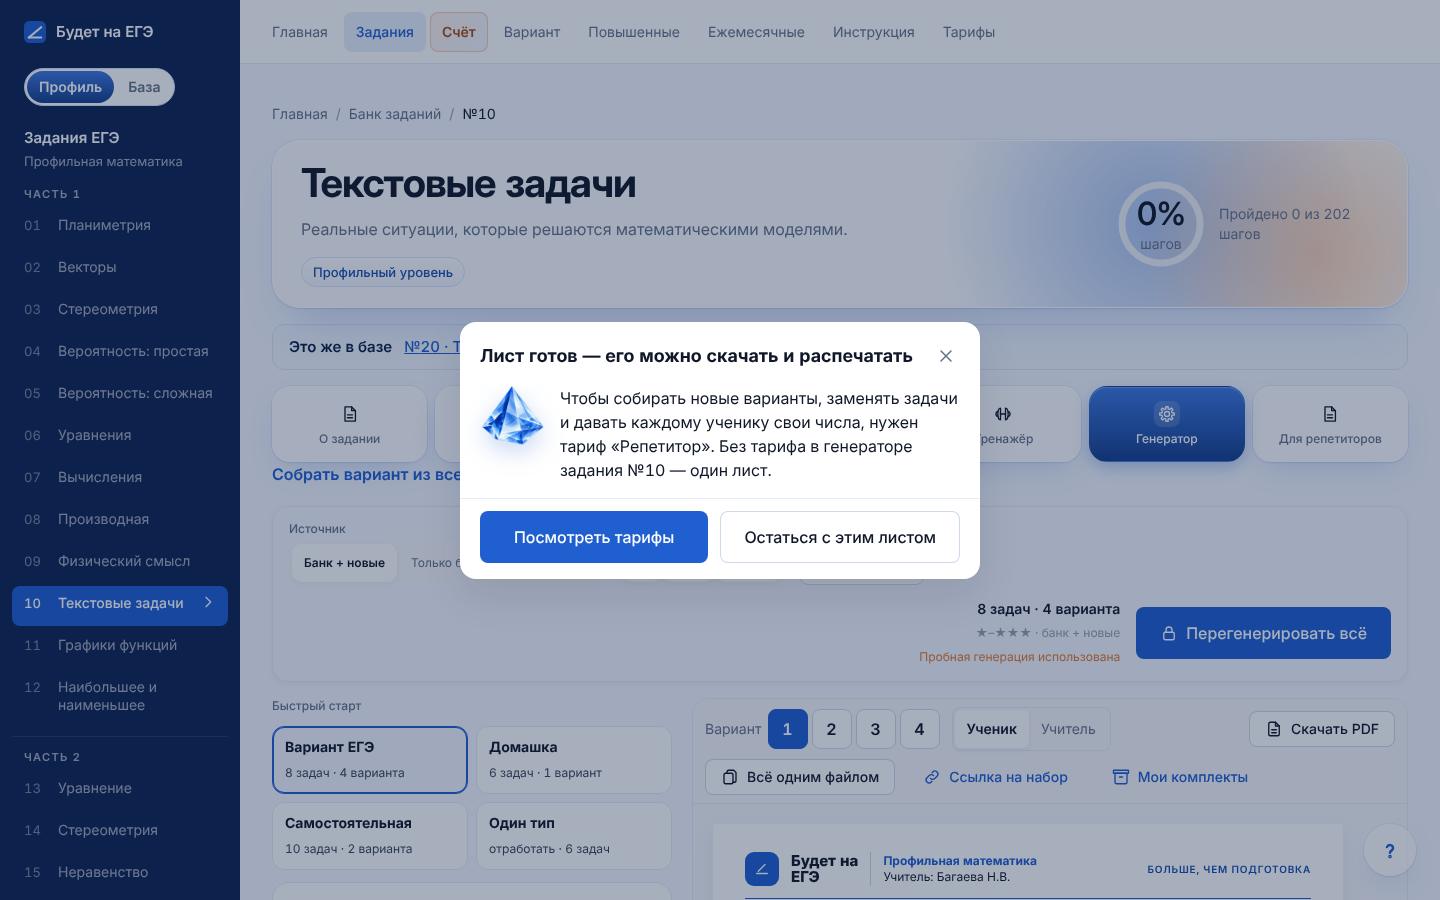 Будет на ЕГЭ
Профиль База
Задания ЕГЭ
Профильная математика
ЧАСТЬ 1
01 Планиметрия
02 Векторы
03 Стереометрия
04 Вероятность: простая
05 Вероятность: сложная
06 Уравнения
07 Вычисления
08 Производная
09 Физический смысл
10 Текстовые задачи
11 Графики функций
12 Наибольшее и
наименьшее
ЧАСТЬ 2
13 Уравнение
14 Стереометрия
15 Неравенство
Главная Задания Счёт Вариант Повышенные Ежемесячные Инструкция Тарифы
Главная / Банк заданий / №10
Текстовые задачи
Реальные ситуации, которые решаются математическими моделями.
Профильный уровень
0%
шагов
Пройдено 0 из 202
шагов
Это же в базе №20 · Т
О задании
Генератор
Для репетиторов
Собрать вариант из
Лист готов — его можно скачать и распечатать
Чтобы собирать новые варианты, заменять задачи
и давать каждому ученику свои числа, нужен
тариф «Репетитор». Без тарифа в генераторе
задания №10 — один лист.
Посмотреть тарифы Остаться с этим листом
Источник
Банк + новые Только
8 задач · 4 варианта
★–★★★ · банк + новые
Пробная генерация использована
Перегенерировать всё
Быстрый старт
Вариант ЕГЭ
8 задач · 4 варианта
Домашка
6 задач · 1 вариант
Самостоятельная
10 задач · 2 варианта
Один тип
отработать · 6 задач
Вариант 1 2 3 4 Ученик Учитель Скачать PDF
Всё одним файлом Ссылка на набор Мои комплекты
Будет на
ЕГЭ
Профильная математика
Учитель: Багаева Н.В.
БОЛЬШЕ, ЧЕМ ПОДГОТОВКА
?